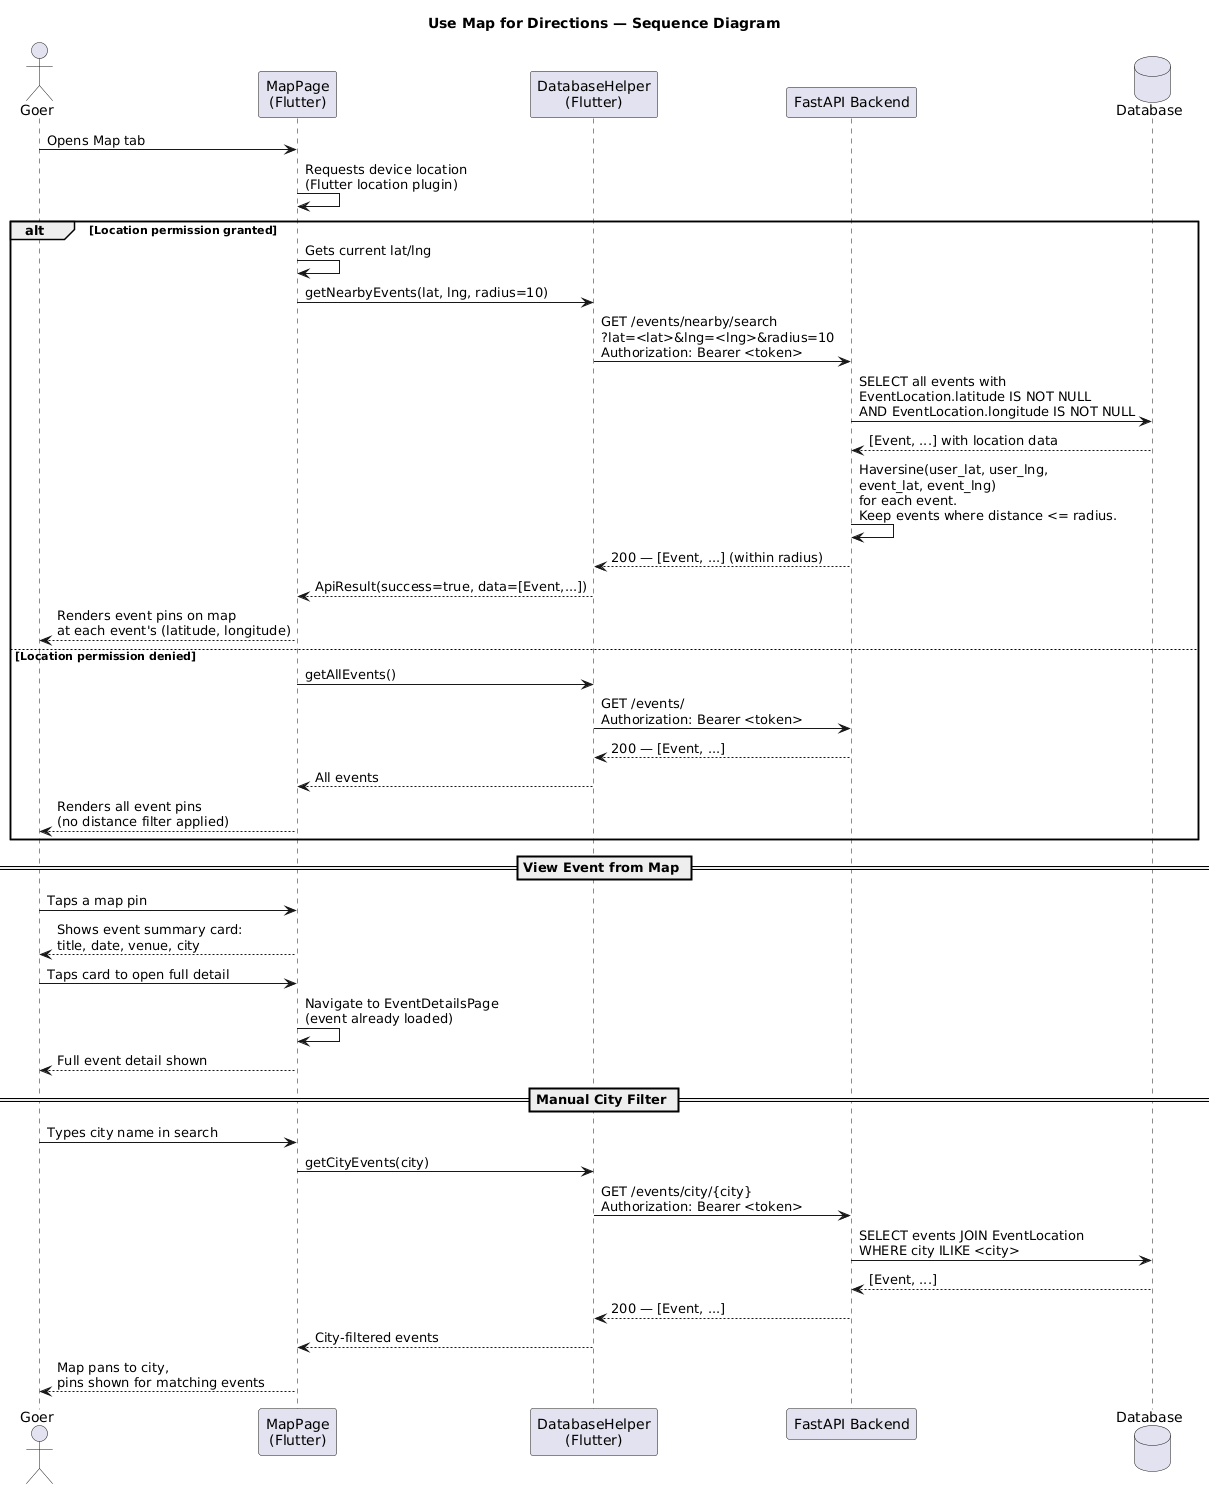 Use Map for Directions — Sequence Diagram
Goer
MapPage
(Flutter)
DatabaseHelper
(Flutter)
FastAPI Backend
Database
Opens Map tab
Requests device location
(Flutter location plugin)
alt
[Location permission granted]
Gets current lat/lng
getNearbyEvents(lat, lng, radius=10)
GET /events/nearby/search
?lat=<lat>&lng=<lng>&radius=10
Authorization: Bearer <token>
SELECT all events with
EventLocation.latitude IS NOT NULL
AND EventLocation.longitude IS NOT NULL
[Event, ...] with location data
Haversine(user_lat, user_lng,
event_lat, event_lng)
for each event.
Keep events where distance <= radius.
200 — [Event, ...] (within radius)
ApiResult(success=true, data=[Event,...])
Renders event pins on map
at each event's (latitude, longitude)
[Location permission denied]
getAllEvents()
GET /events/
Authorization: Bearer <token>
200 — [Event, ...]
All events
Renders all event pins
(no distance filter applied)
View Event from Map
Taps a map pin
Shows event summary card:
title, date, venue, city
Taps card to open full detail
Navigate to EventDetailsPage
(event already loaded)
Full event detail shown
Manual City Filter
Types city name in search
getCityEvents(city)
GET /events/city/{city}
Authorization: Bearer <token>
SELECT events JOIN EventLocation
WHERE city ILIKE <city>
[Event, ...]
200 — [Event, ...]
City-filtered events
Map pans to city,
pins shown for matching events
Goer
MapPage
(Flutter)
DatabaseHelper
(Flutter)
FastAPI Backend
Database